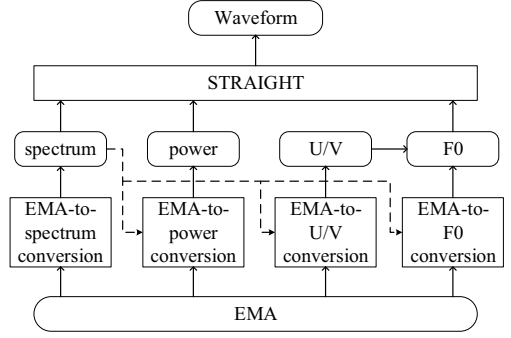 Waveform
STRAIGHT
spectrum
power
U/V
F0
EMA-to-
spectrum
conversion
EMA-to-
power
conversion
EMA-to-
U/V
conversion
EMA-to-
F0
conversion
EMA